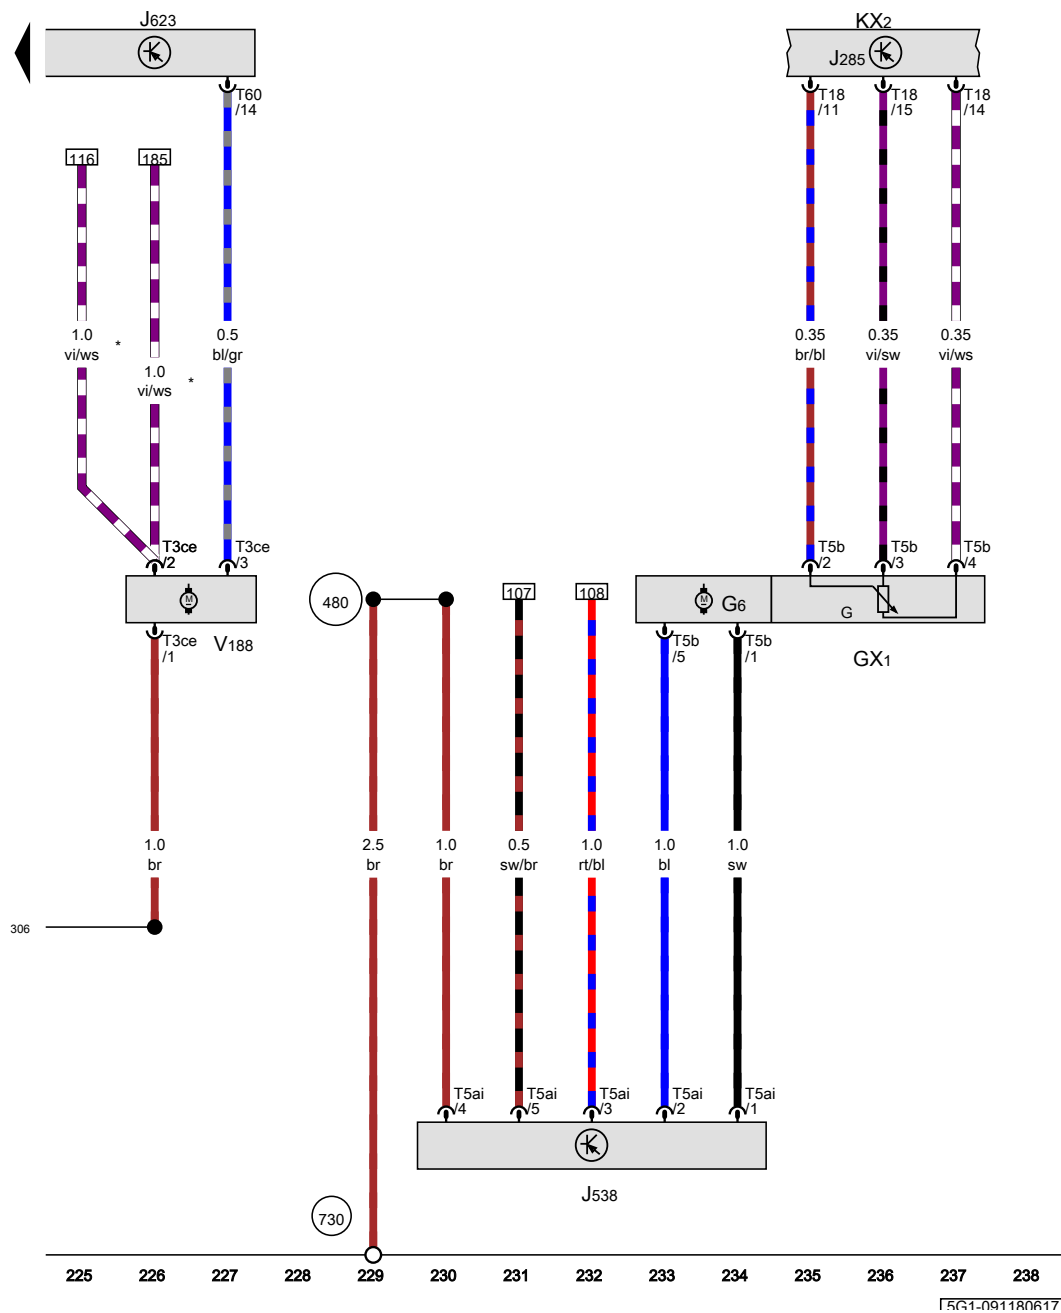 J623
KX2
J285
T60
/14
T18
/11
T18
/15
T18
/14
116
185
1.0
vi/ws
*
1.0
vi/ws
*
0.5
bl/gr
0.35
br/bl
0.35
vi/sw
0.35
vi/ws
T3ce
/2
T3ce
/3
T5b
/2
T5b
/3
T5b
/4
480
107
108
M
M
G6
G
V188
T3ce
/1
T5b
/5
T5b
/1
GX1
1.0
br
2.5
br
1.0
br
0.5
sw/br
1.0
rt/bl
1.0
bl
1.0
sw
306
T5ai
/4
T5ai
/5
T5ai
/3
T5ai
/2
T5ai
/1
J538
730
225 226 227 228 229 230 231 232 233 234 235 236 237 238
5G1-091180617